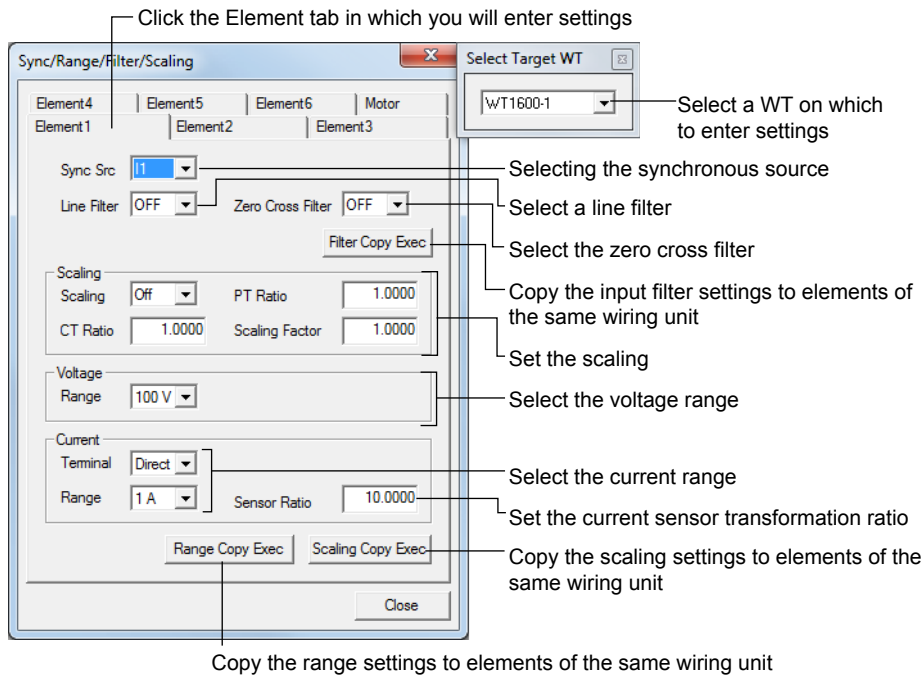 Click the Element tab in which you will enter settings
Sync/Range/Filter/Scaling
Select Target WT
WT1600-1
Select a WT on which
to enter settings
Element4 Element5 Element6 Motor
Element1 Element2 Element3
Sync Src I1
Selecting the synchronous source
Line Filter OFF Zero Cross Filter OFF
Select a line filter
Filter Copy Exec
Select the zero cross filter
Copy the input filter settings to elements of
the same wiring unit
Scaling
Scaling Off PT Ratio 1.0000
CT Ratio 1.0000 Scaling Factor 1.0000
Set the scaling
Voltage
Range 100 V
Select the voltage range
Current
Terminal Direct
Select the current range
Range 1 A Sensor Ratio 10.0000
Set the current sensor transformation ratio
Range Copy Exec Scaling Copy Exec
Copy the scaling settings to elements of the
same wiring unit
Close
Copy the range settings to elements of the same wiring unit